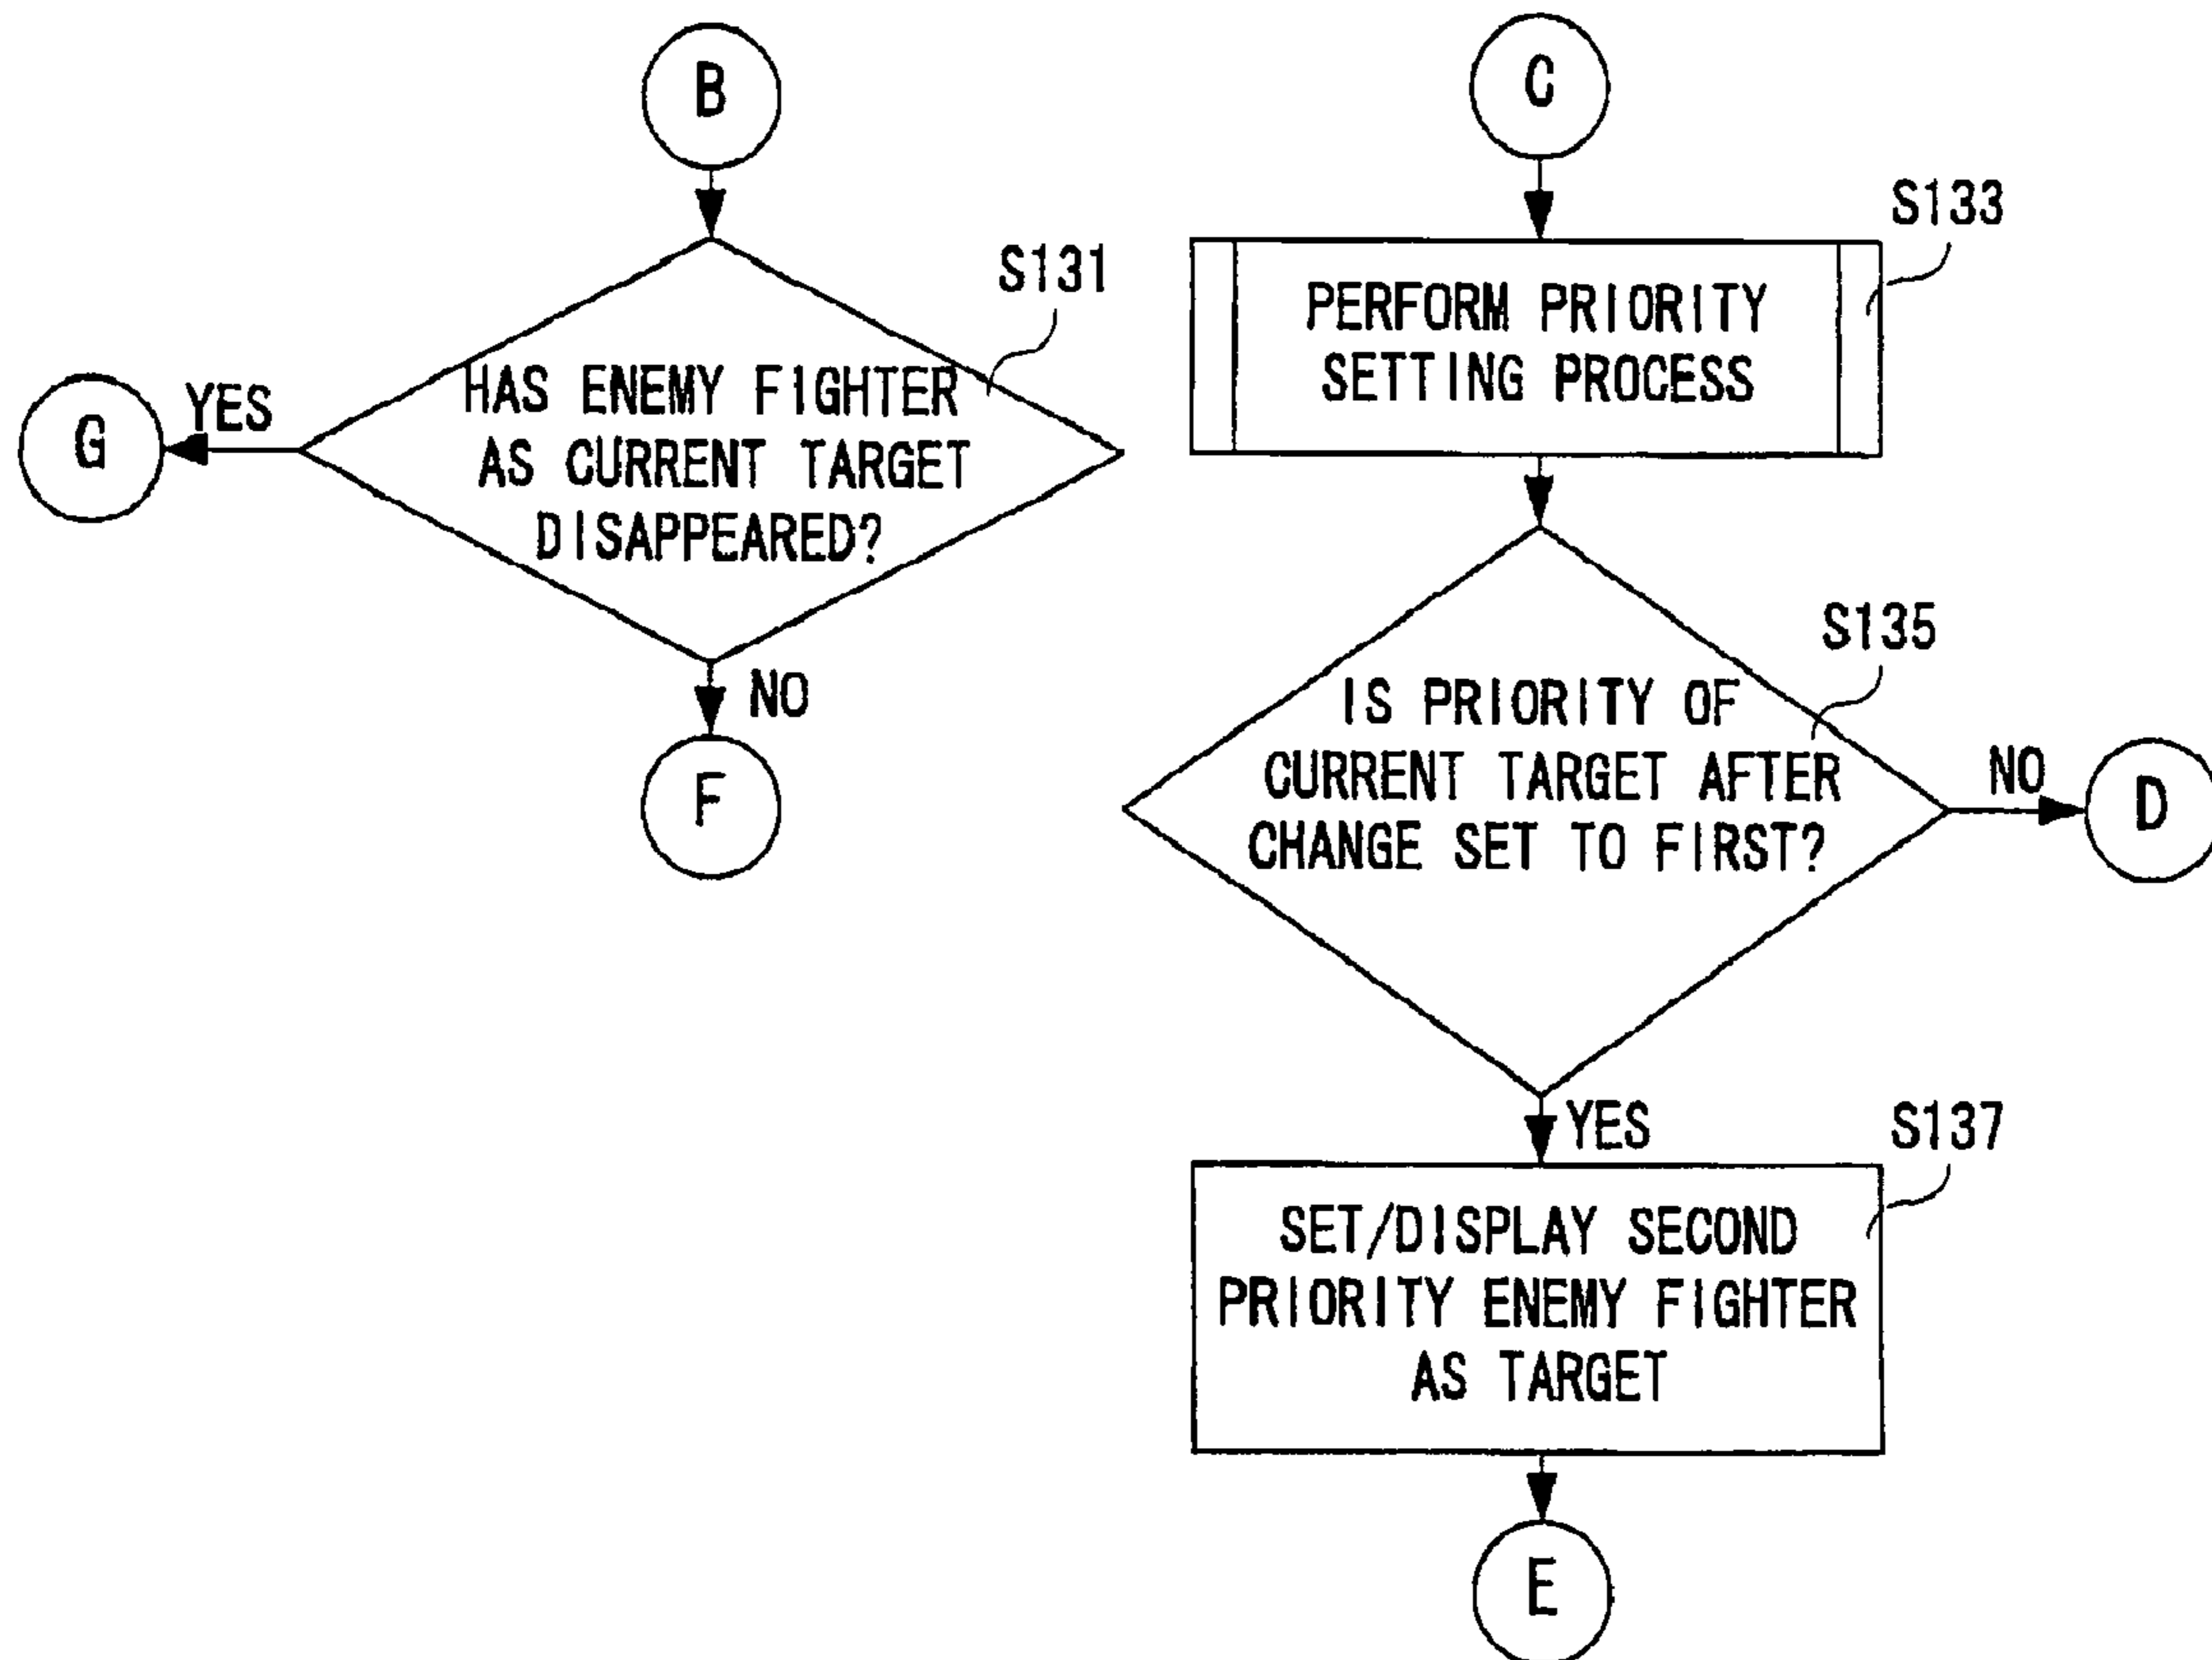 B
S131
HAS ENEMY FIGHTER
AS CURRENT TARGET
DISAPPEARED?
YES
G
NO
F
C
S133
PERFORM PRIORITY
SETTING PROCESS
S135
IS PRIORITY OF
CURRENT TARGET AFTER
CHANGE SET TO FIRST?
NO
D
YES
S137
SET/DISPLAY SECOND
PRIORITY ENEMY FIGHTER
AS TARGET
E